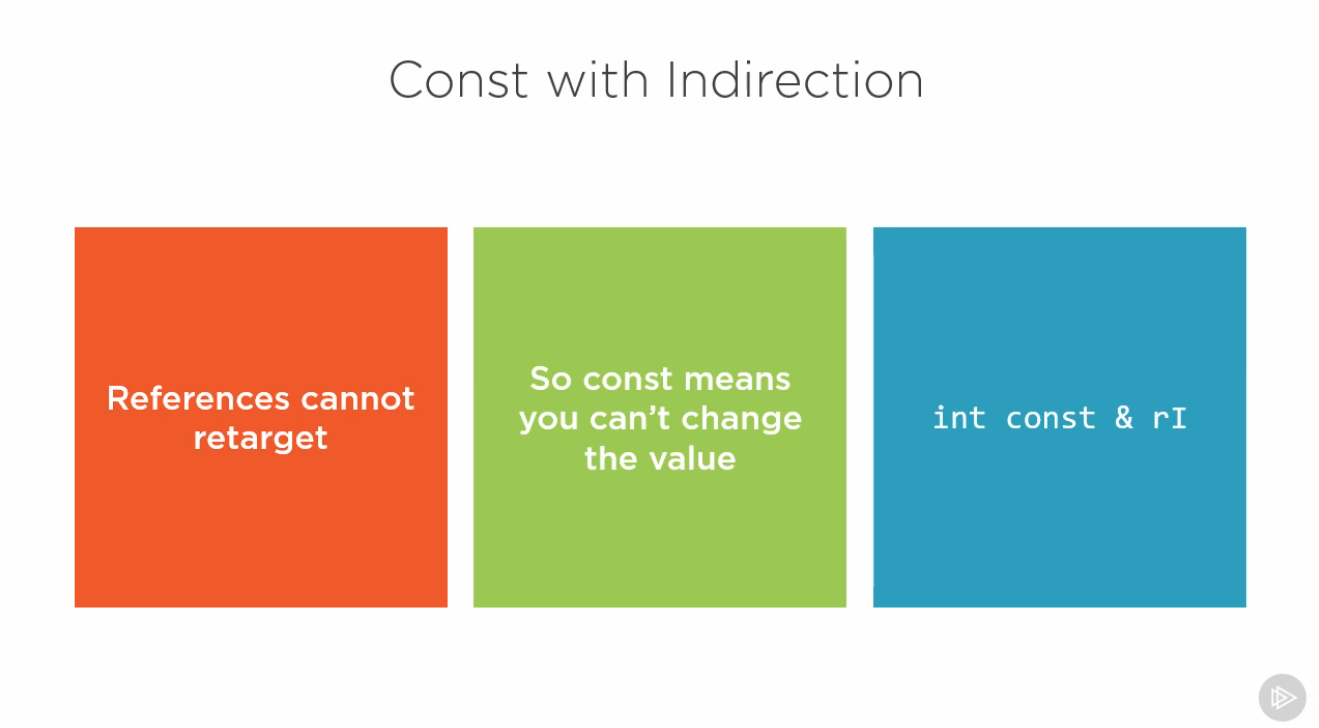 Const with Indirection
References cannot
retarget
So const means
you can’t change
the value
int const & rI